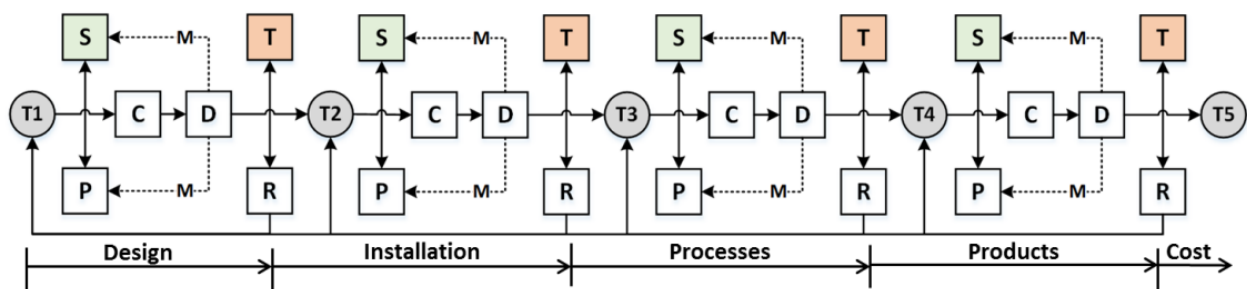 S T S T S T S T
M M M M
T1 C D T2 C D T3 C D T4 C D T5
M M M M
P R P R P R P R
Design Installation Processes Products Cost